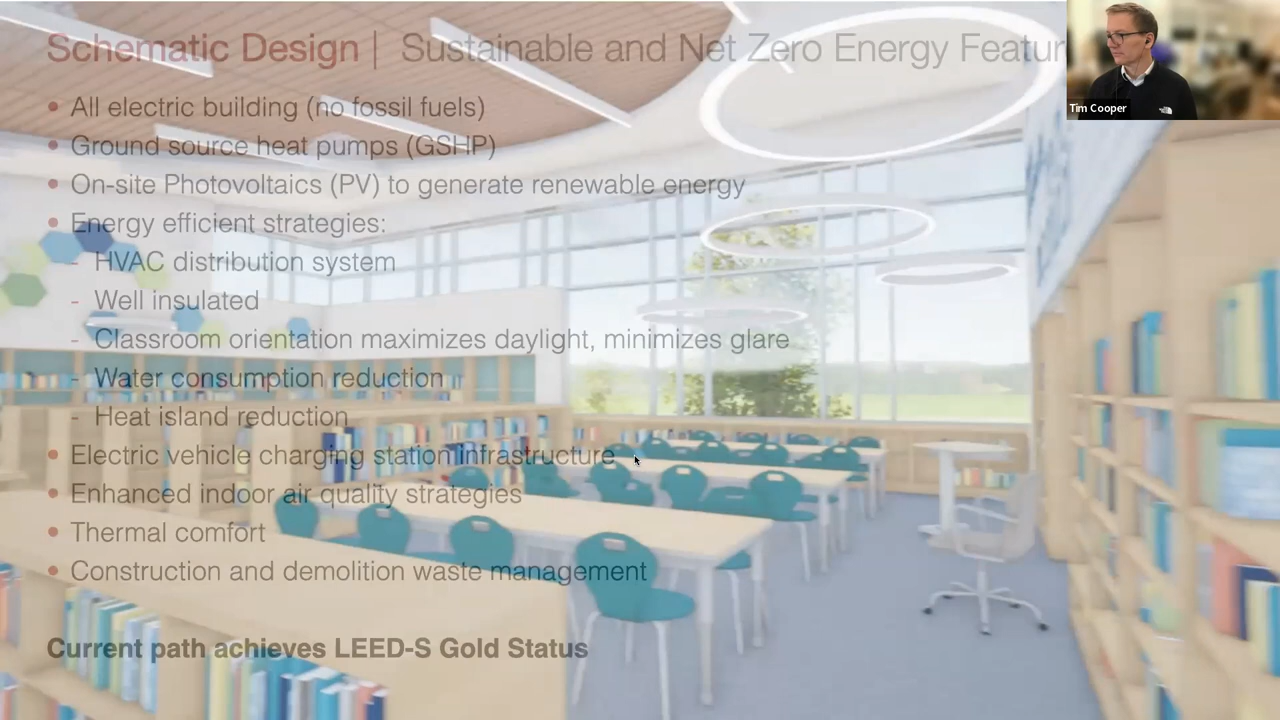 Schematic Design | Sustainable and Net Zero Energy Featur
• All electric building (no fossil fuels)
• Ground source heat pumps (GSHP)
• On-site Photovoltaics (PV) to generate renewable energy
• Energy efficient strategies:
- HVAC distribution system
- Well insulated
- Classroom orientation maximizes daylight, minimizes glare
- Water consumption reduction
- Heat island reduction
• Electric vehicle charging station infrastructure
• Enhanced indoor air quality strategies
• Thermal comfort
• Construction and demolition waste management
Current path achieves LEED-S Gold Status
Tim Cooper